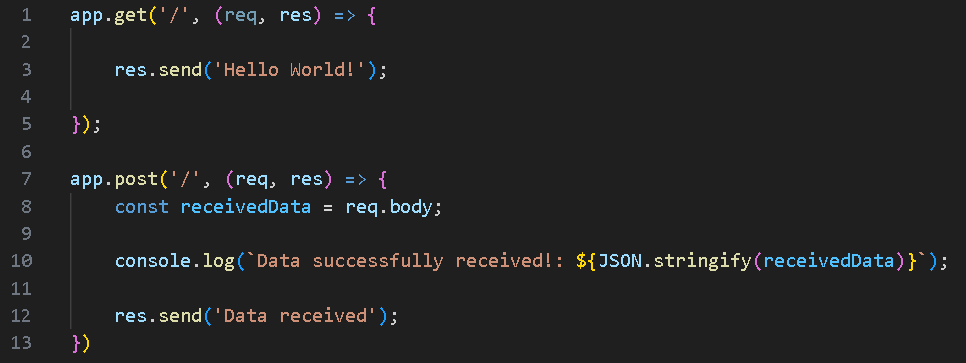 1 app.get('/', (req, res) => {
2
3 res.send('Hello World!');
4
5 });
6
7 app.post('/', (req, res) => {
8 const receivedData = req.body;
9
10 console.log(`Data successfully received!: ${JSON.stringify(receivedData)}`);
11
12 res.send('Data received');
13 })